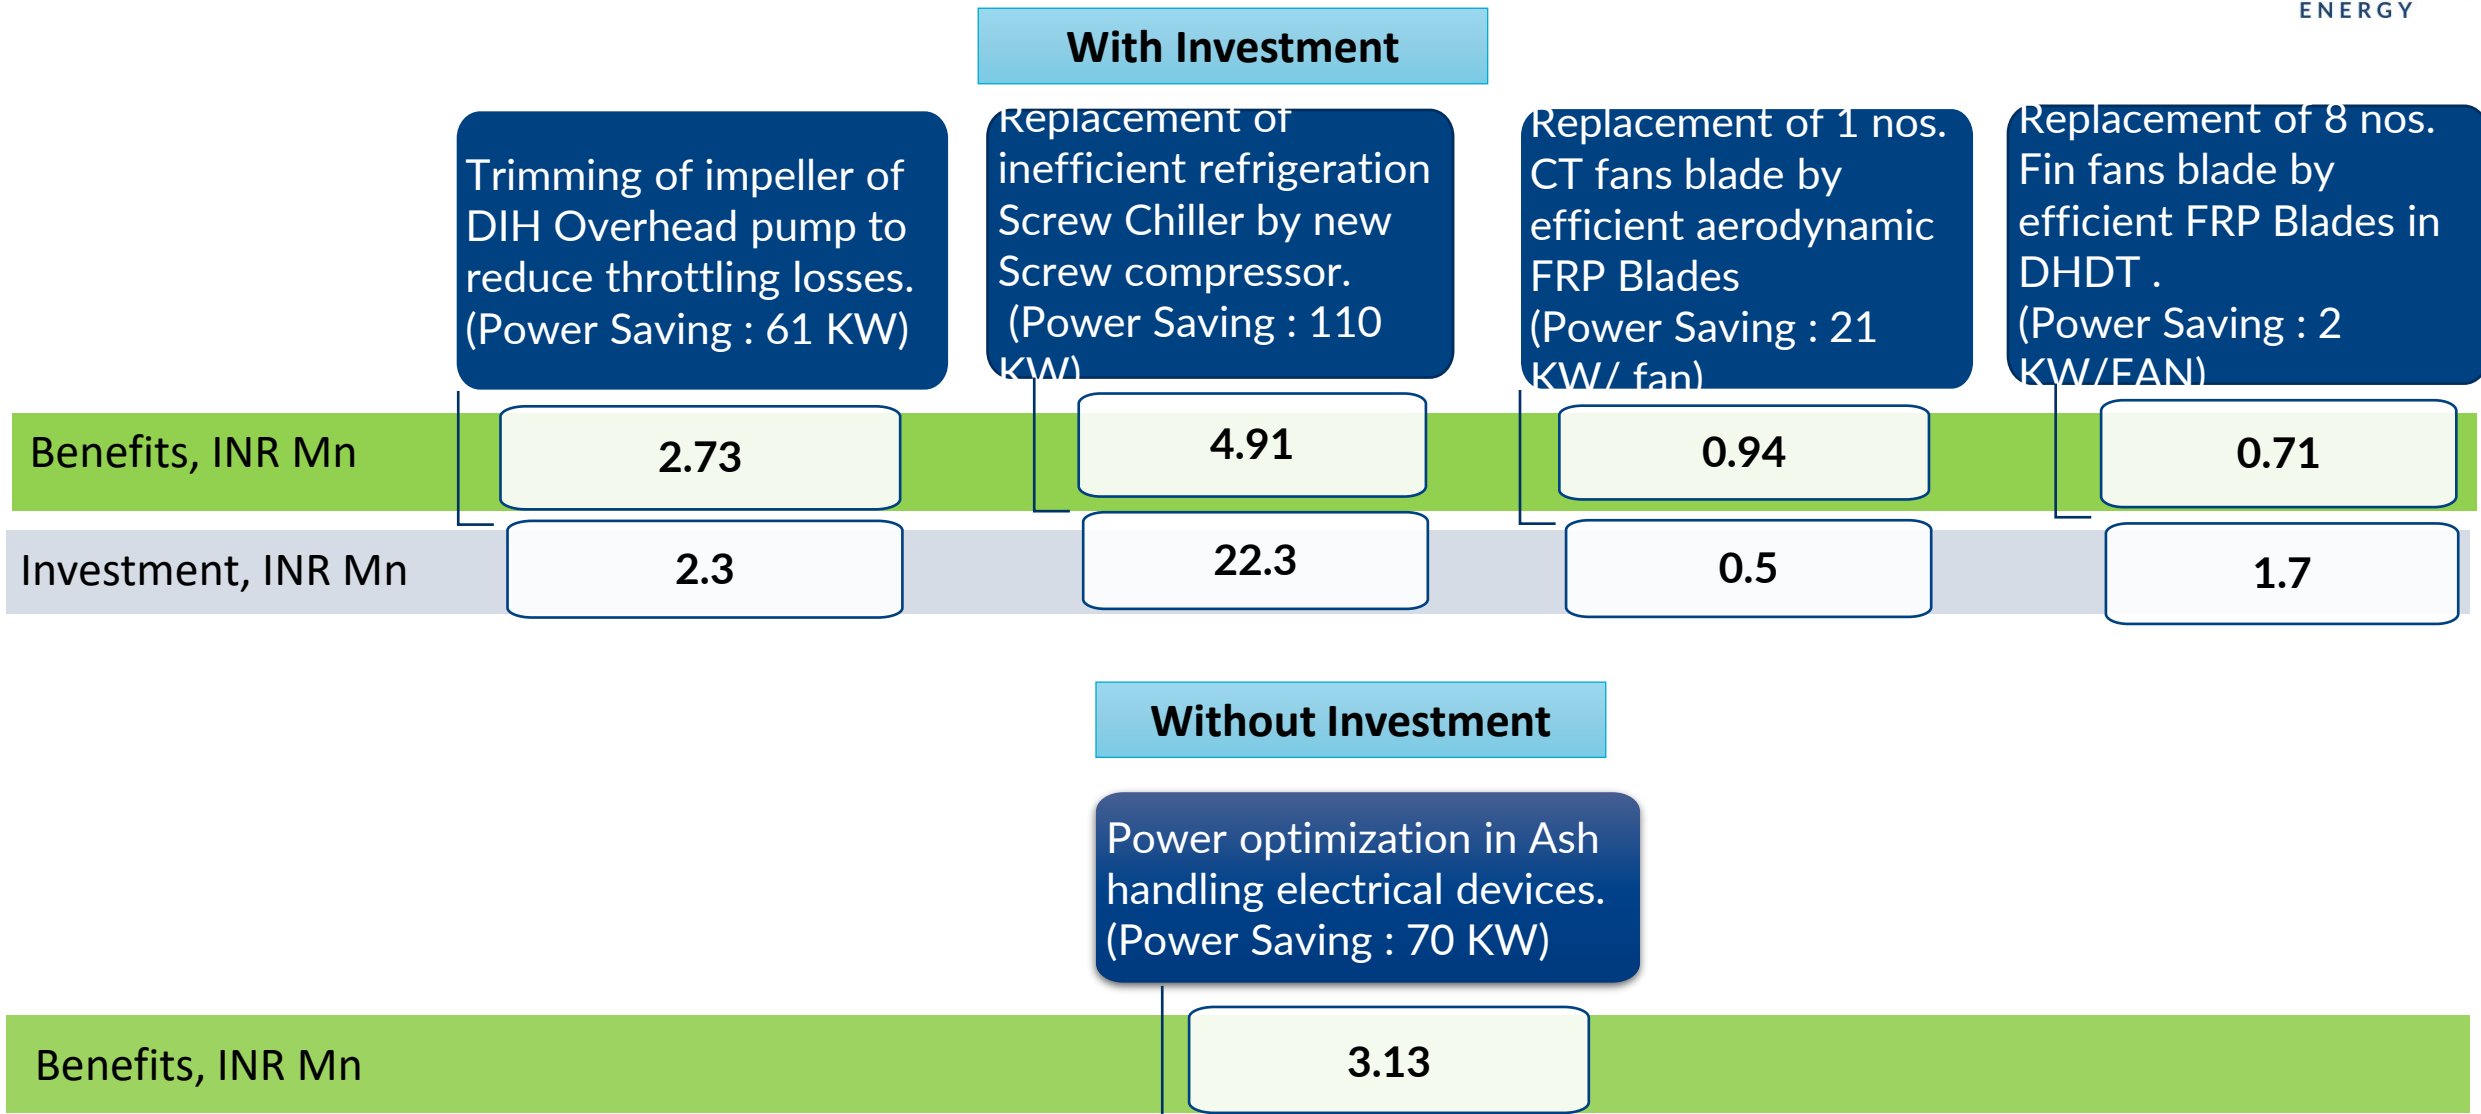 ENERGY
With Investment
Trimming of impeller of
DIH Overhead pump to
reduce throttling losses.
(Power Saving : 61 KW)
Replacement of
inefficient refrigeration
Screw Chiller by new
Screw compressor.
(Power Saving : 110
KW)
Replacement of 1 nos.
CT fans blade by
efficient aerodynamic
FRP Blades
(Power Saving : 21
KW/ fan)
Replacement of 8 nos.
Fin fans blade by
efficient FRP Blades in
DHDT .
(Power Saving : 2
KW/FAN)
Benefits, INR Mn
2.73
4.91
0.94
0.71
Investment, INR Mn
2.3
22.3
0.5
1.7
Without Investment
Power optimization in Ash
handling electrical devices.
(Power Saving : 70 KW)
Benefits, INR Mn
3.13